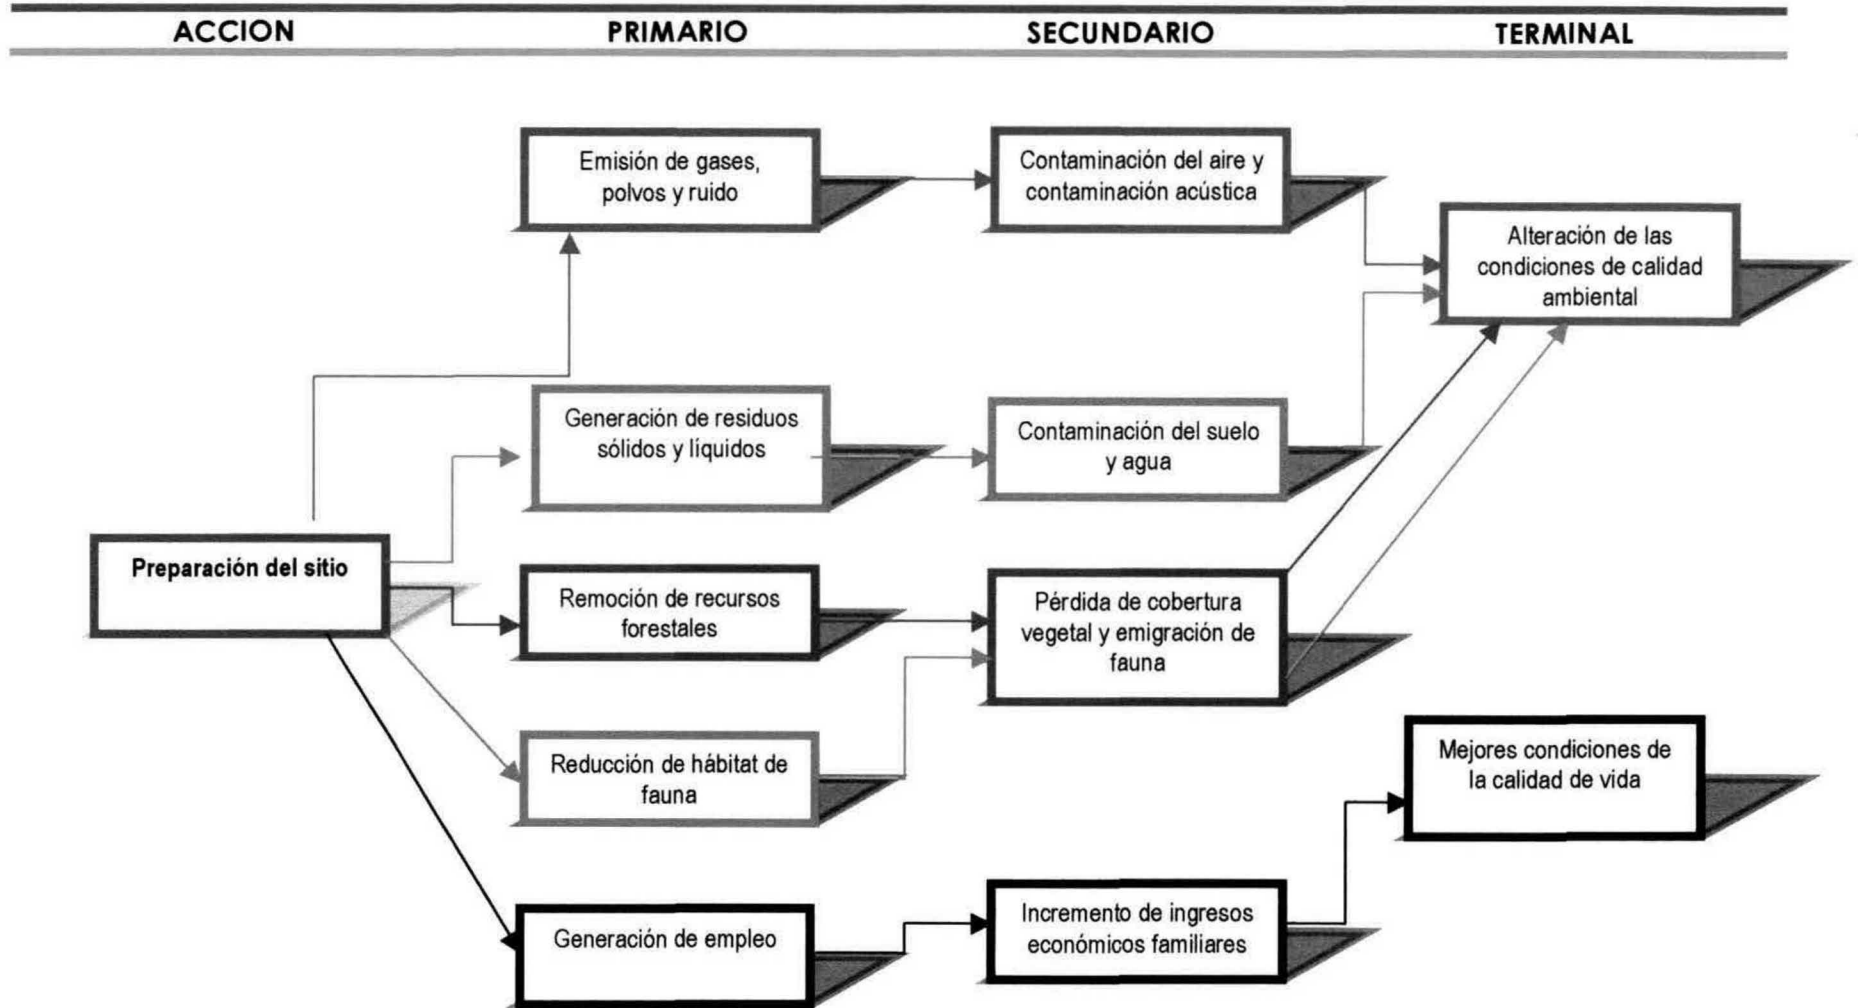 ACCION
PRIMARIO
SECUNDARIO
TERMINAL
Emisión de gases,
polvos y ruido
Contaminación del aire y
contaminación acústica
Alteración de las
condiciones de calidad
ambiental
Generación de residuos
sólidos y líquidos
Contaminación del suelo
y agua
Preparación del sitio
Remoción de recursos
forestales
Pérdida de cobertura
vegetal y emigración de
fauna
Reducción de hábitat de
fauna
Mejores condiciones de
la calidad de vida
Generación de empleo
Incremento de ingresos
económicos familiares